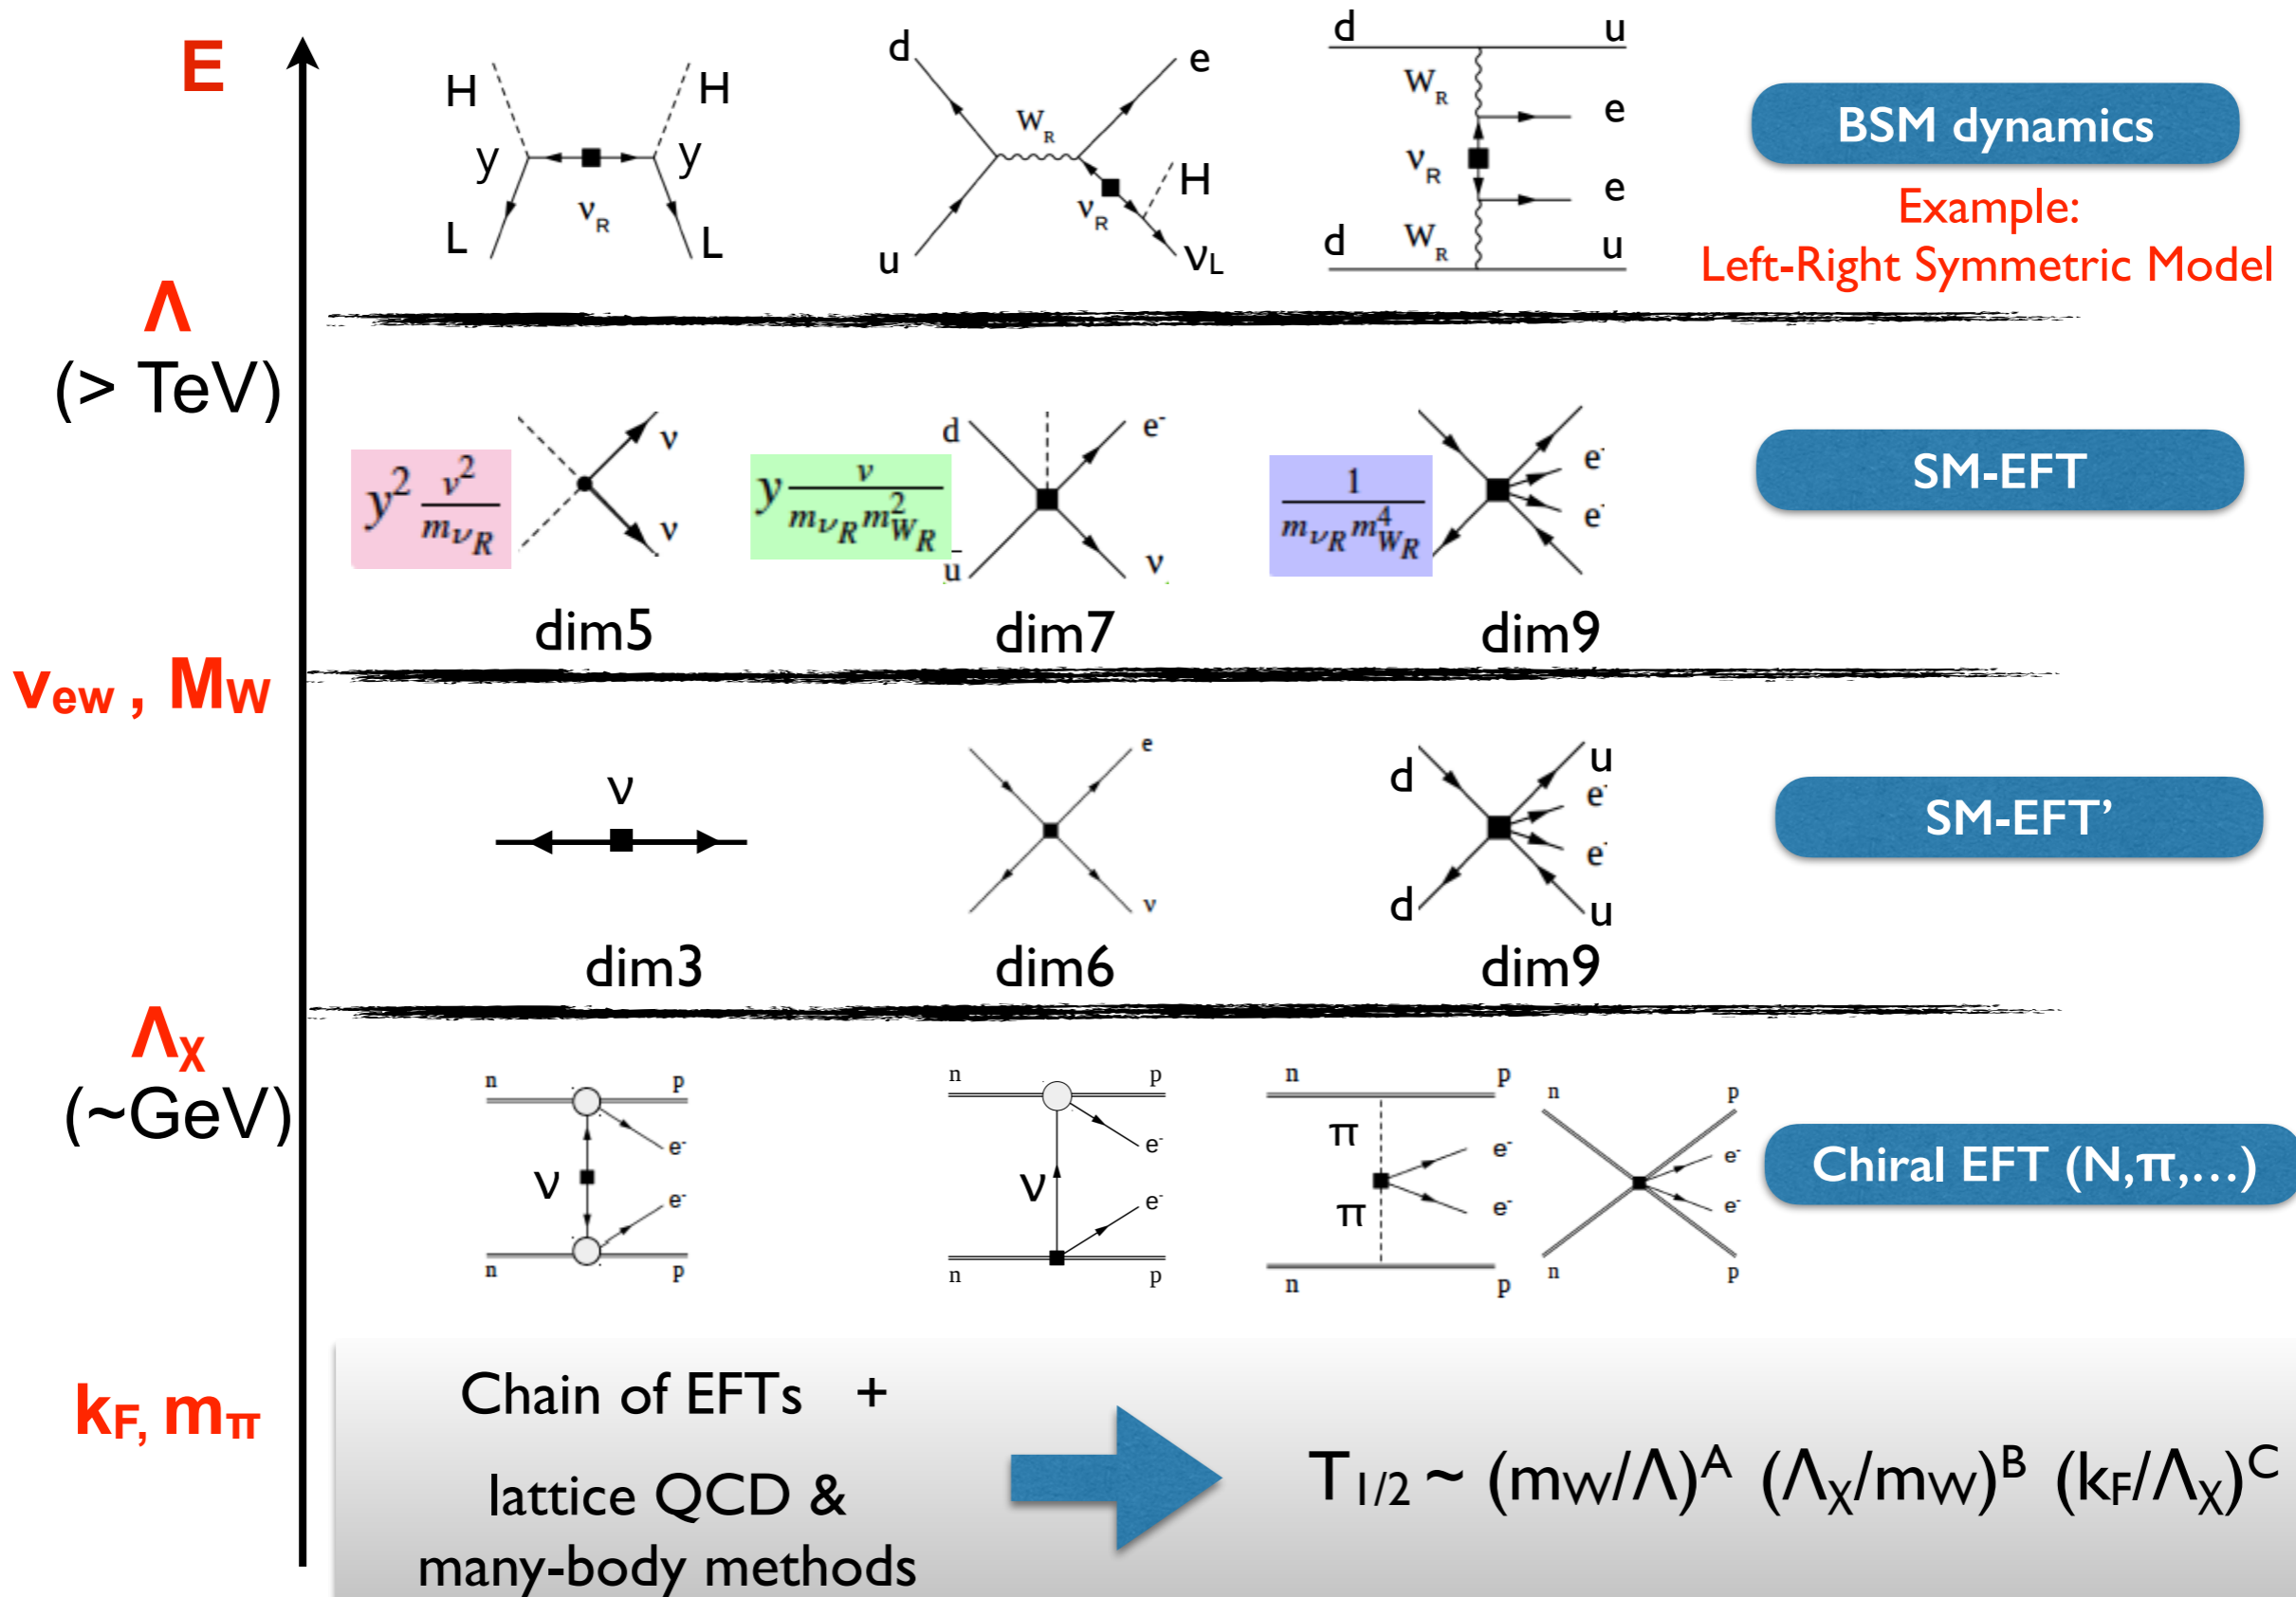 E
H H
y y
ν_R
L L
d e
W_R
H
ν_R
u ν_L
d u
W_R
e
ν_R
e
d W_R u
BSM dynamics
Example:
Left-Right Symmetric Model
Λ
(> TeV)
y² v²/m_νR
ν
ν
y v/(m_νR m²_WR)
d e⁻
u̅ ν
1/(m_νR m⁴_WR)
e⁻
e⁻
SM-EFT
dim5 dim7 dim9
v_ew , M_W
ν
e
ν
d u
e⁻
e⁻
d u
SM-EFT’
dim3 dim6 dim9
Λ_χ
(~GeV)
n p
e⁻
ν
e⁻
n p
n p
e⁻
ν
e⁻
n p
n p
π e⁻
π e⁻
n p
n p
e⁻
e⁻
n p
Chiral EFT (N,π,…)
k_F, m_π
Chain of EFTs +
lattice QCD &
many-body methods
T_1/2 ~ (m_W/Λ)^A (Λ_χ/m_W)^B (k_F/Λ_χ)^C